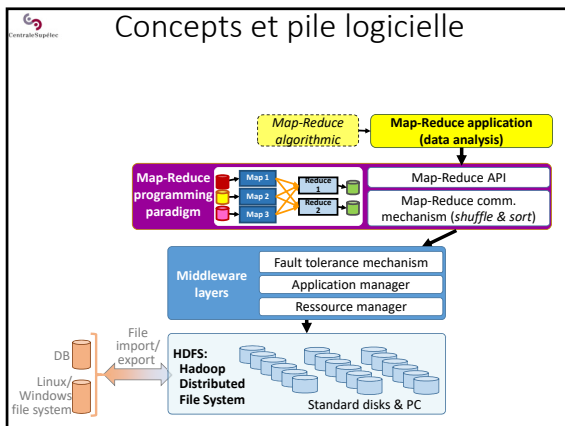 CentraleSupélec
Concepts et pile logicielle
Map-Reduce
algorithmic
Map-Reduce application
(data analysis)
Map-Reduce
programming
paradigm
Map 1
Map 2
Map 3
Reduce
1
Reduce
2
Map-Reduce API
Map-Reduce comm.
mechanism (shuffle & sort)
Middleware
layers
Fault tolerance mechanism
Application manager
Ressource manager
File
import/
export
DB
Linux/
Windows
file system
HDFS:
Hadoop
Distributed
File System
Standard disks & PC